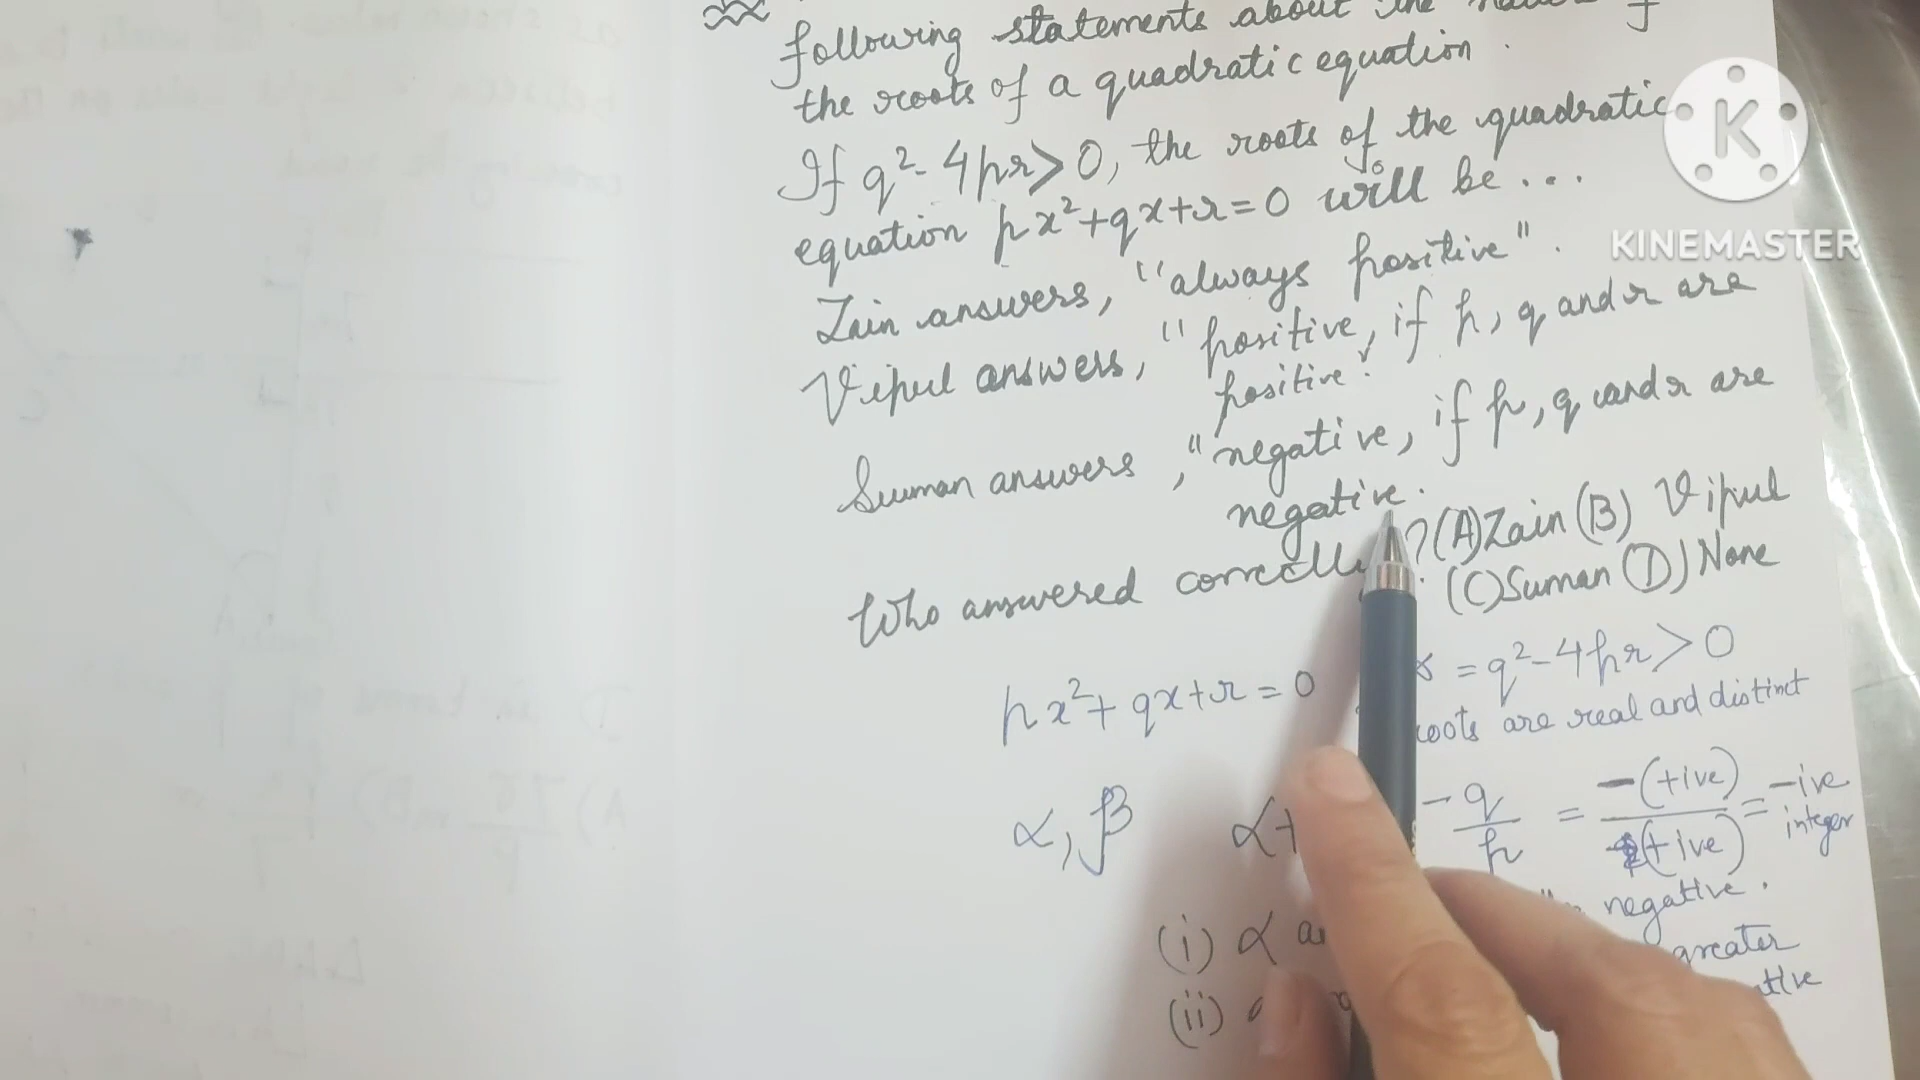 following statements about the
the roots of a quadratic equation.
If q²-4pr>0, the roots of the quadratic
equation px²+qx+r=0 will be...
Zain answers, "always positive".
Vipul answers, "positive, if p, q and r are
positive".
Suman answers, "negative, if p, q and r are
negative.
Who answered ? (A) Zain (B) Vipul
(C) Suman (D) None
px²+qx+r=0 = q²-4pr>0
roots are real and distinct
α, β α+ -q/p = -(+ive)/(+ive) = -ive
integer
negative.
(i) α
greater
(ii)
KINEMASTER